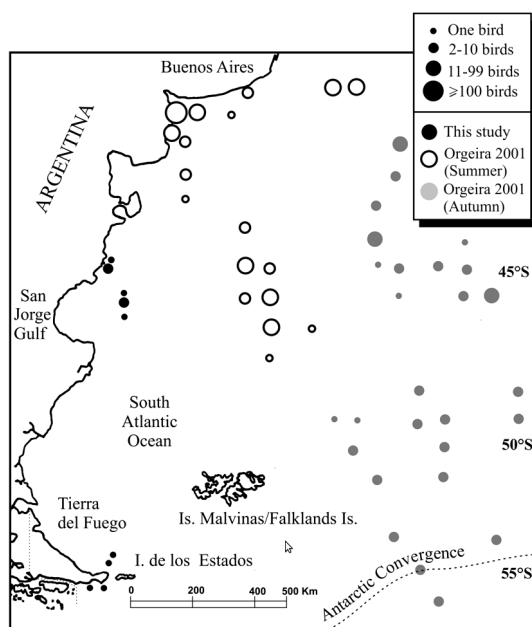 One bird
2-10 birds
11-99 birds
⩾100 birds
This study
Orgeira 2001
(Summer)
Orgeira 2001
(Autumn)
Buenos Aires
ARGENTINA
45°S
San
Jorge
Gulf
South
Atlantic
Ocean
50°S
Is. Malvinas/Falklands Is.
Tierra
del Fuego
I. de los Estados
Antarctic Convergence
55°S
0 100 200 300 400 500 Km